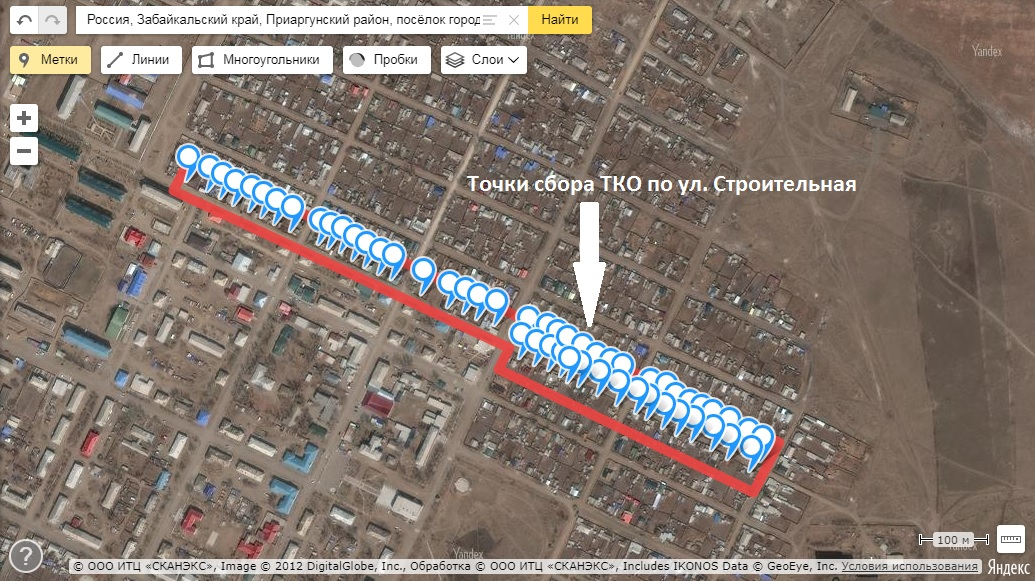 Россия, Забайкальский край, Приаргунский район, посёлок город
Найти
Метки
Линии
Многоугольники
Пробки
Слои
Yandex
Yandex
Точки сбора ТКО по ул. Строительная
100 м
Yandex
?
© ООО ИТЦ «СКАНЭКС», Image © 2012 DigitalGlobe, Inc., Обработка © ООО ИТЦ «СКАНЭКС», Includes IKONOS Data © GeoEye, Inc. Условия использования
Яндекс